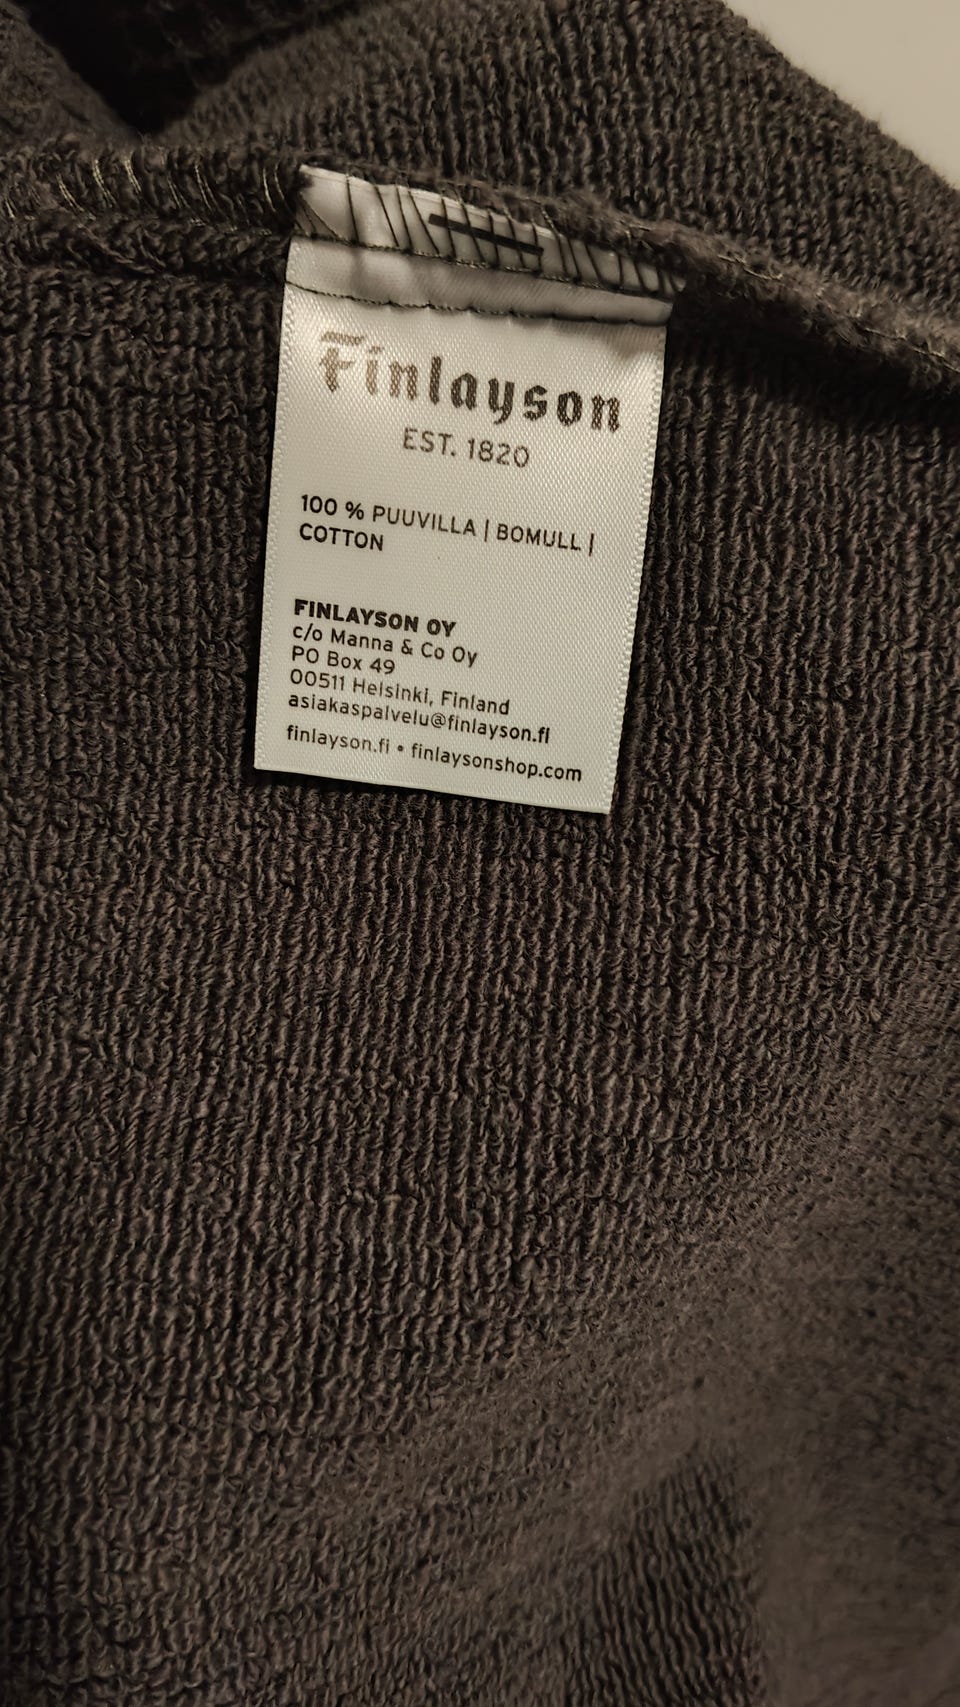 Finlayson
EST. 1820
100 % PUUVILLA | BOMULL |
COTTON
FINLAYSON OY
c/o Manna & Co Oy
PO Box 49
00511 Helsinki, Finland
asiakaspalvelu@finlayson.fi
finlayson.fi • finlaysonshop.com